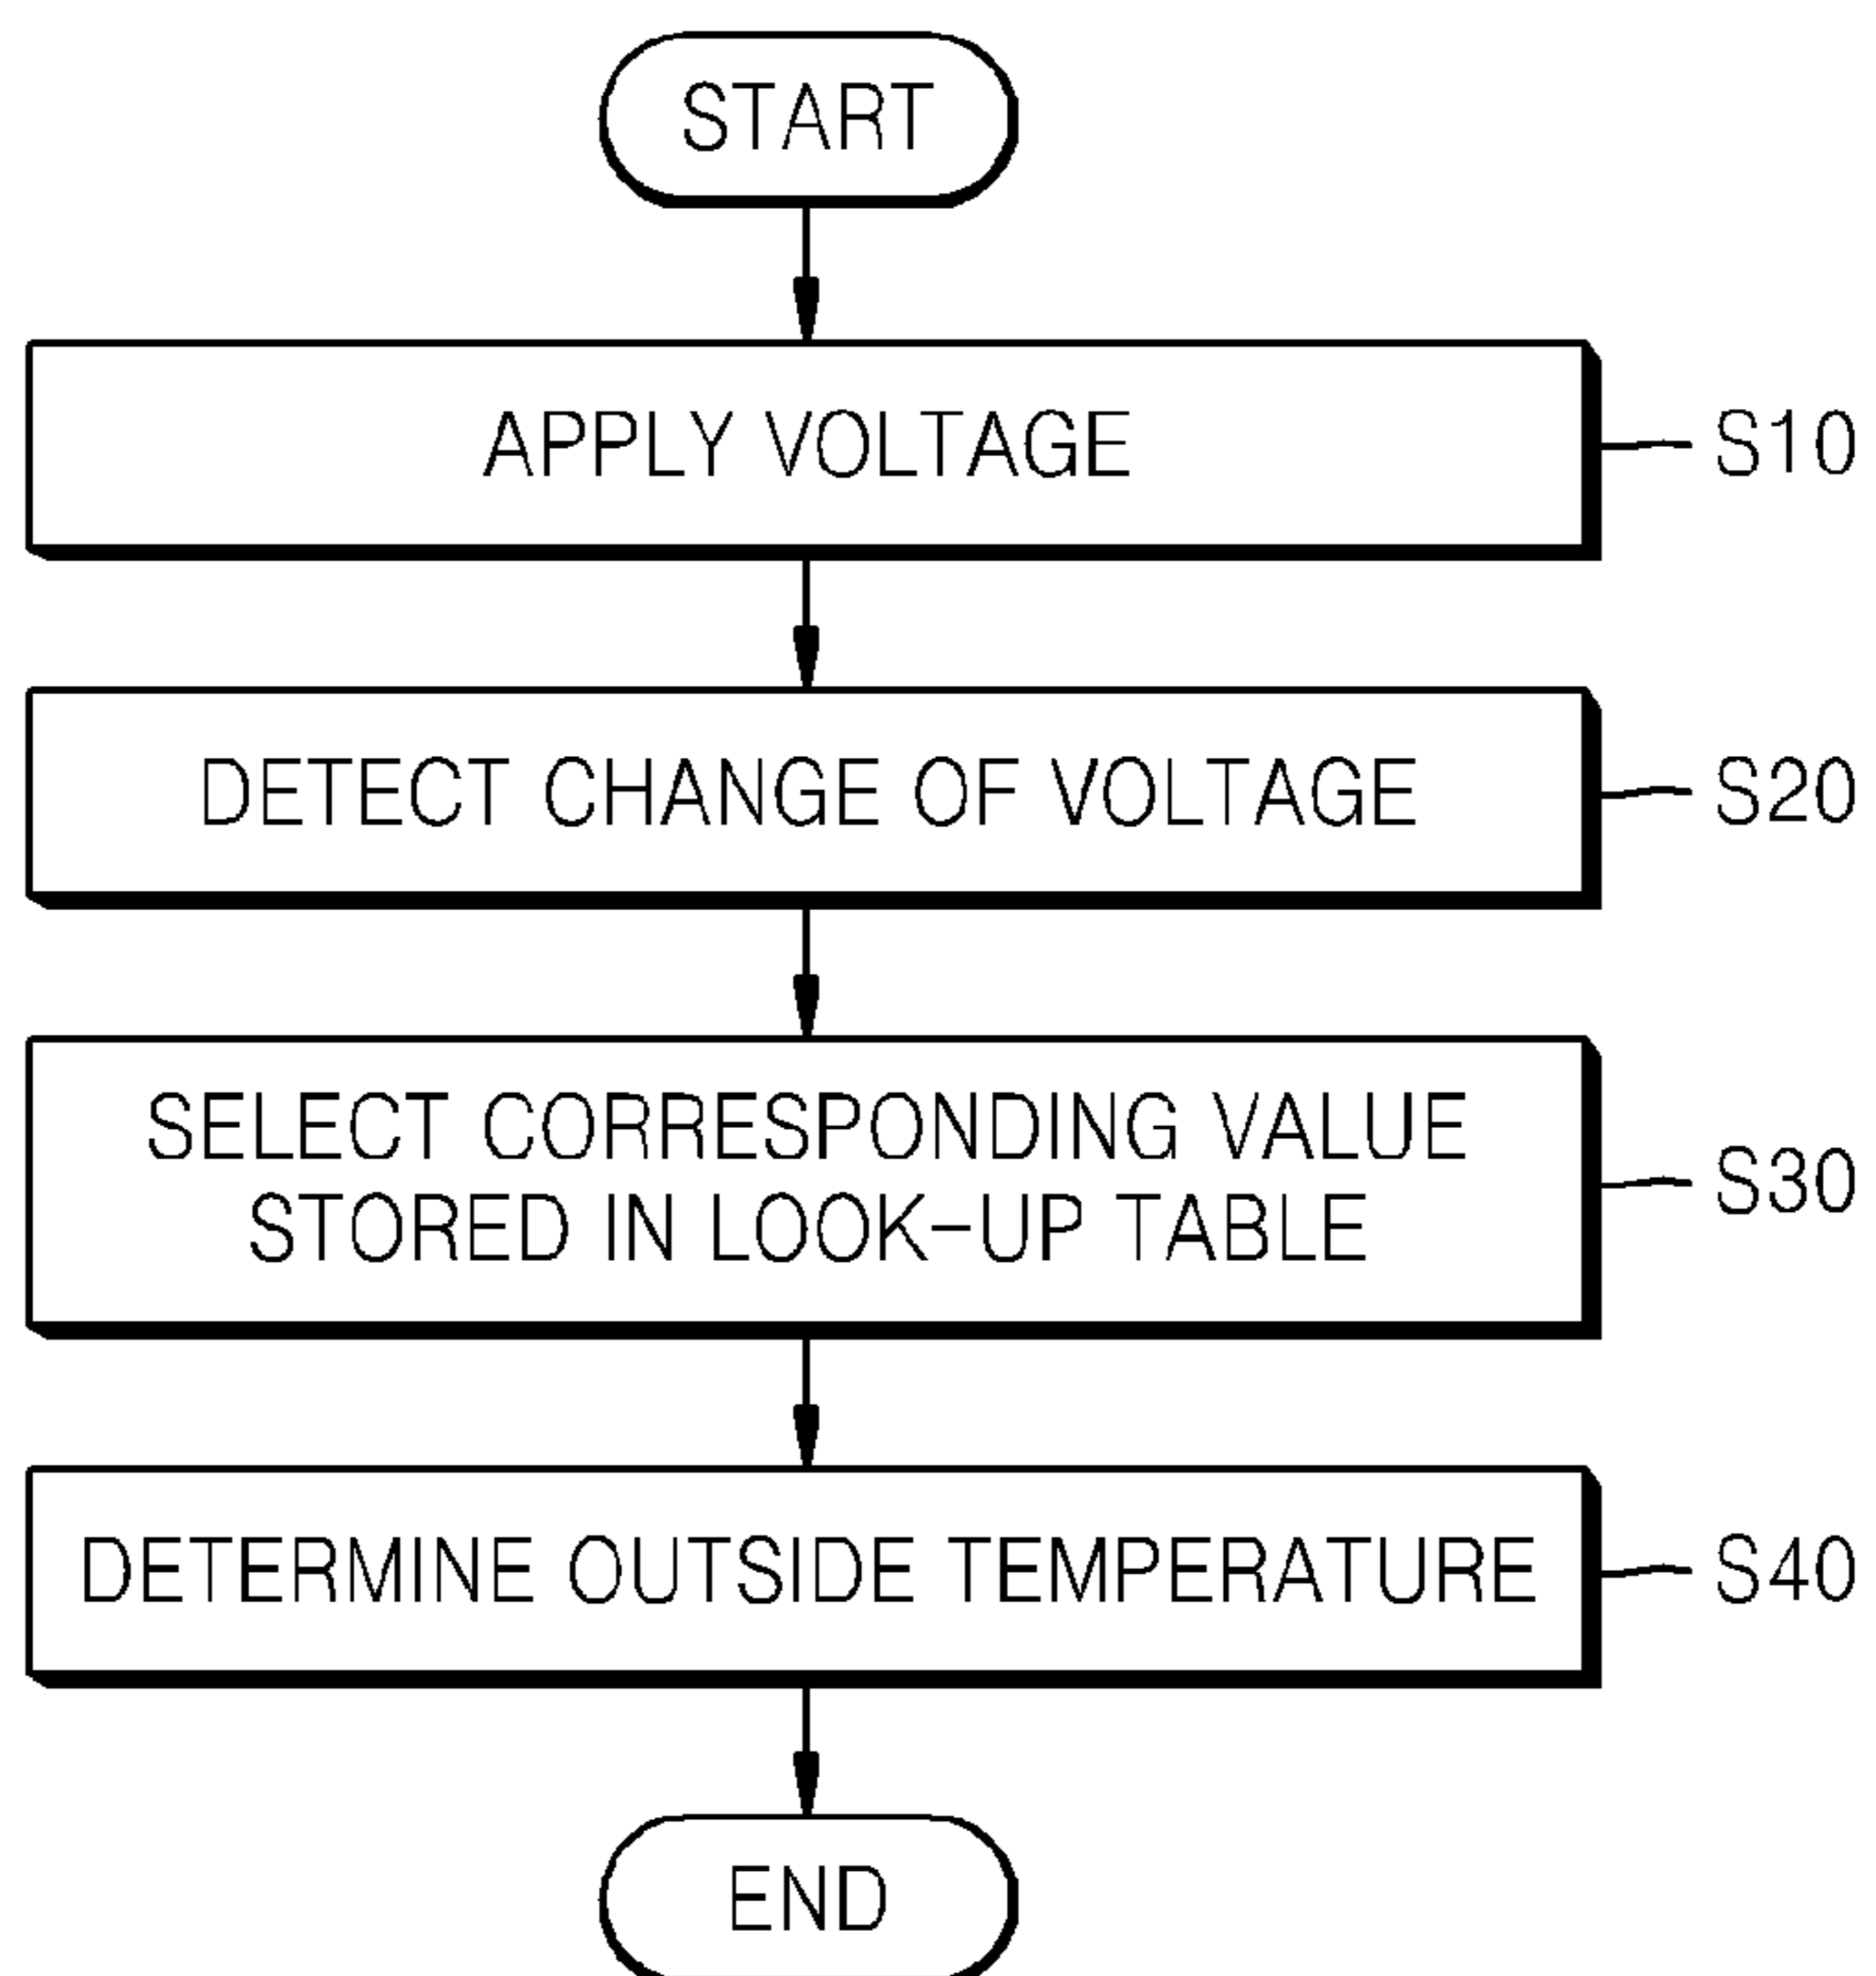 START
APPLY VOLTAGE
S10
DETECT CHANGE OF VOLTAGE
S20
SELECT CORRESPONDING VALUE
STORED IN LOOK-UP TABLE
S30
DETERMINE OUTSIDE TEMPERATURE
S40
END